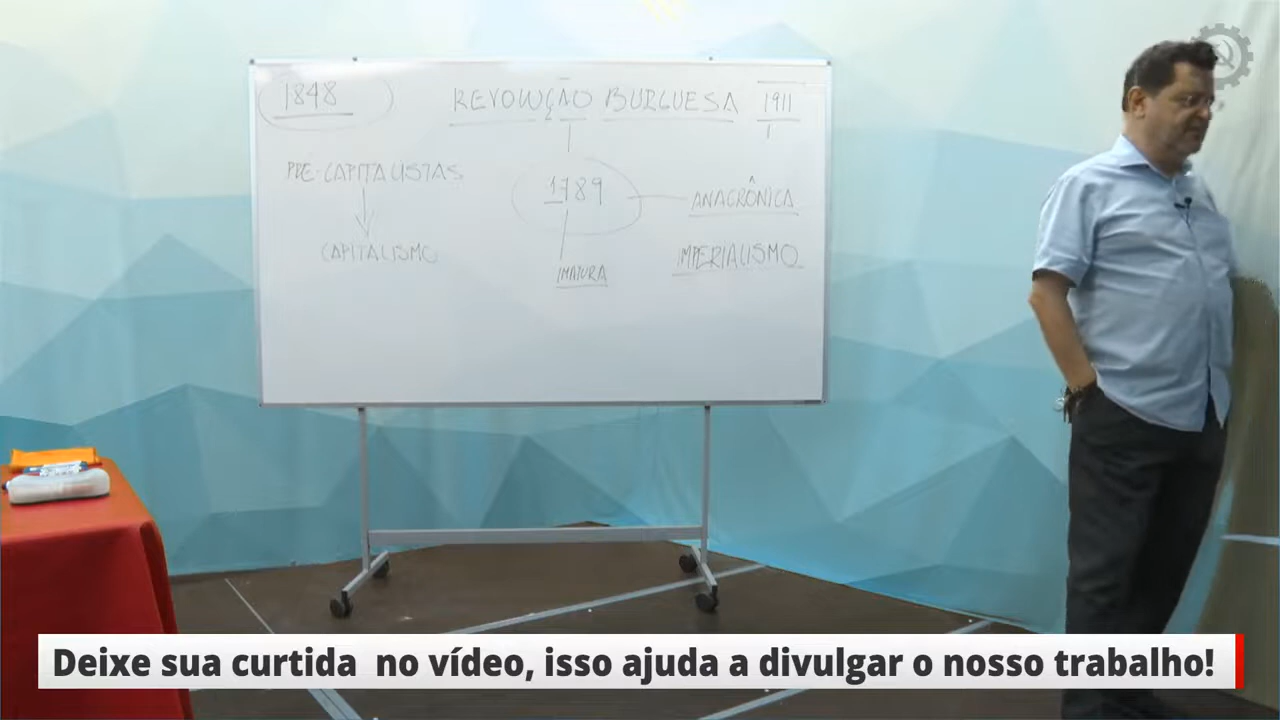 1848
REVOLUÇÃO BURGUESA
1911
PRE-CAPITALISTAS
1789
ANACRÔNICA
CAPITALISMO
IMATURA
IMPERIALISMO
Deixe sua curtida no vídeo, isso ajuda a divulgar o nosso trabalho!